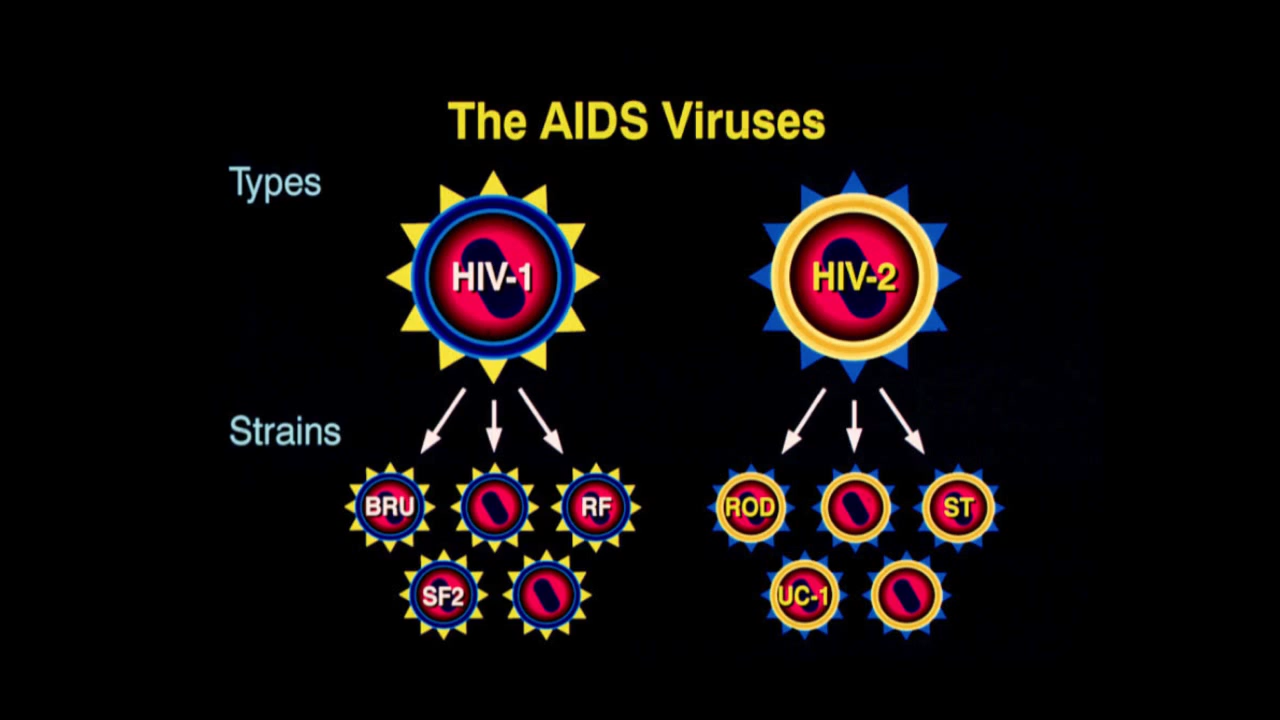 The AIDS Viruses
Types
HIV-1
HIV-2
Strains
BRU
RF
ROD
ST
SF2
UC-1